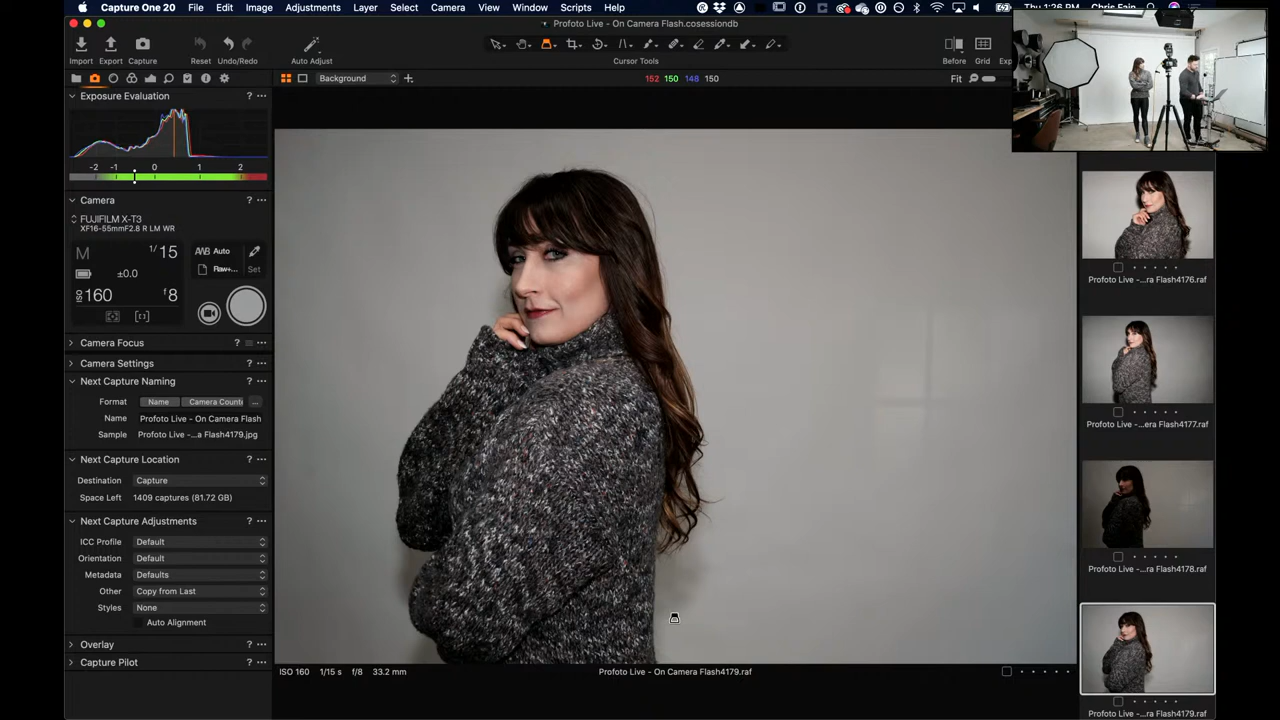 Capture One 20 File Edit Image Adjustments Layer Select Camera View Window Scripts Help
Profoto Live - On Camera Flash.cosessiondb
Import Export Capture Reset Undo/Redo Auto Adjust Cursor Tools Before Grid
Background
152 150 148 150
Fit
Exposure Evaluation ? ...
-2 -1 0 1 2
Camera ? ...
FUJIFILM X-T3
XF16-55mmF2.8 R LM WR
M 1/15 AWB Auto
±0.0 Raw+... Set
ISO 160 f 8
Camera Focus ? ...
Camera Settings ? ...
Next Capture Naming ? ...
Format Name Camera Count ...
Name Profoto Live - On Camera Flash
Sample Profoto Live -...a Flash4179.jpg
Next Capture Location ? ...
Destination Capture
Space Left 1409 captures (81.72 GB)
Next Capture Adjustments ? ...
ICC Profile Default
Orientation Default
Metadata Defaults
Other Copy from Last
Styles None
Auto Alignment
Overlay ? ...
Capture Pilot ? ...
ISO 160 1/15 s f/8 33.2 mm
Profoto Live - On Camera Flash4179.raf
Profoto Live -...ra Flash4176.raf
Profoto Live -...era Flash4177.raf
Profoto Live -...ra Flash4178.raf
Profoto Live -...ra Flash4179.raf